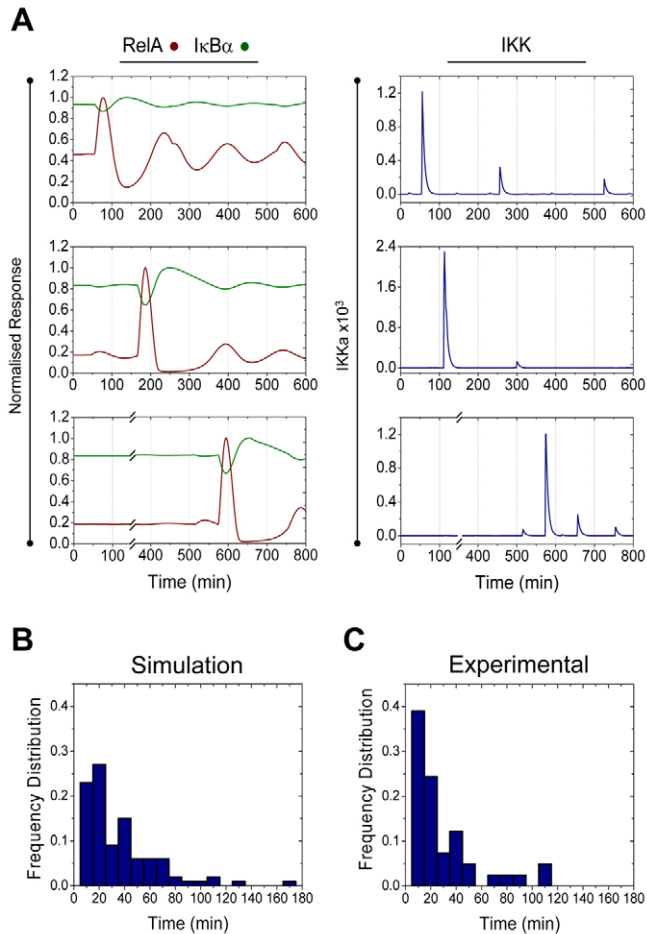 A
RelA ● IκBα ●
IKK
Normalised Response
1.2
1.0
0.8
0.6
0.4
0.2
0.0
0 100 200 300 400 500 600
1.2
1.0
0.8
0.6
0.4
0.2
0.0
0 100 200 300 400 500 600
1.2
1.0
0.8
0.6
0.4
0.2
0.0
0 100 400 500 600 700 800
Time (min)
IKKa x10³
1.2
0.8
0.4
0.0
0 100 200 300 400 500 600
2.4
1.8
1.2
0.6
0.0
0 100 200 300 400 500 600
1.2
0.9
0.6
0.3
0.0
0 100 400 500 600 700 800
Time (min)
B
Simulation
Frequency Distribution
0.4
0.3
0.2
0.1
0.0
20 40 60 80 100 120 140 160 180
Time (min)
C
Experimental
Frequency Distribution
0.4
0.3
0.2
0.1
0.0
20 40 60 80 100 120 140 160 180
Time (min)